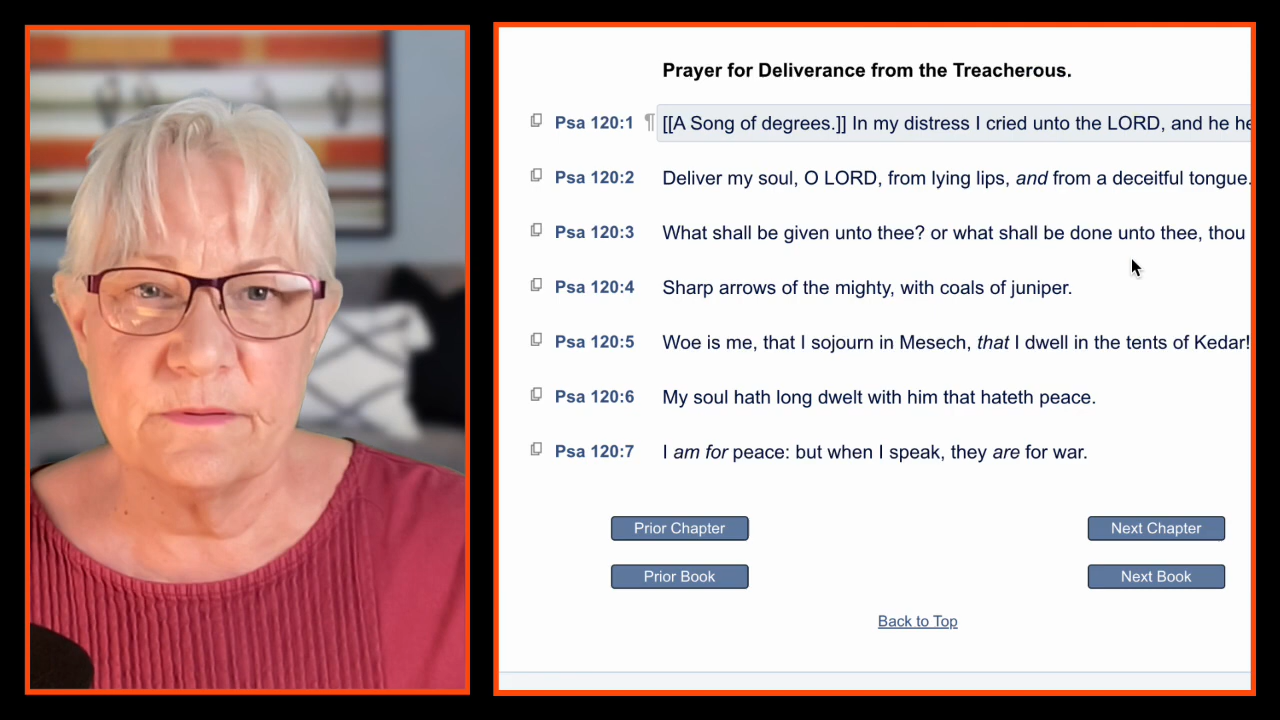 Prayer for Deliverance from the Treacherous.
Psa 120:1 ¶ [[A Song of degrees.]] In my distress I cried unto the LORD, and he he
Psa 120:2 Deliver my soul, O LORD, from lying lips, and from a deceitful tongue.
Psa 120:3 What shall be given unto thee? or what shall be done unto thee, thou
Psa 120:4 Sharp arrows of the mighty, with coals of juniper.
Psa 120:5 Woe is me, that I sojourn in Mesech, that I dwell in the tents of Kedar!
Psa 120:6 My soul hath long dwelt with him that hateth peace.
Psa 120:7 I am for peace: but when I speak, they are for war.
Prior Chapter Next Chapter
Prior Book Next Book
Back to Top